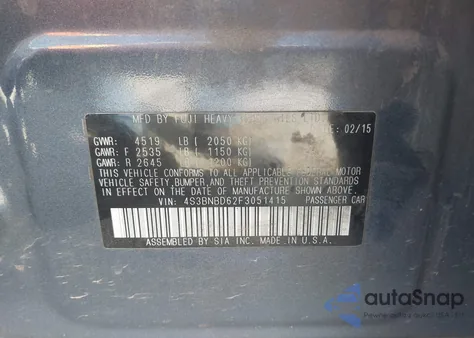 MFD BY FUJI HEAVY
DATE: 02/15
GVWR: 4519 LB ( 2050 KG)
GAWR: F 2535 LB ( 1150 KG)
GAWR: R 2645 LB ( 1200 KG)
THIS VEHICLE CONFORMS TO ALL APPLICABLE FEDERAL MOTOR
VEHICLE SAFETY, BUMPER, AND THEFT PREVENTION STANDARDS
IN EFFECT ON THE DATE OF MANUFACTURE SHOWN ABOVE.
VIN: 4S3BNBD62F3051415 PASSENGER CAR
ASSEMBLED BY SIA INC. MADE IN U.S.A.
autoSnap